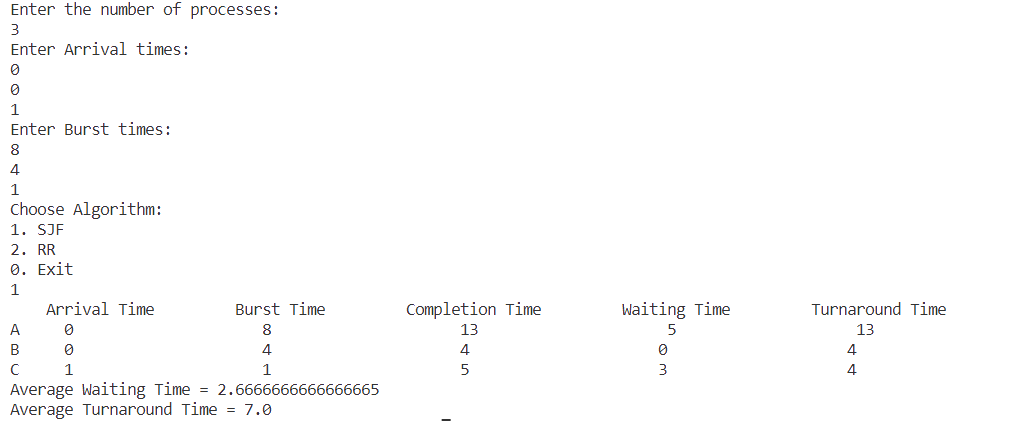 Enter the number of processes:
3
Enter Arrival times:
0
0
1
Enter Burst times:
8
4
1
Choose Algorithm:
1. SJF
2. RR
0. Exit
1
Arrival Time Burst Time Completion Time Waiting Time Turnaround Time
A 0 8 13 5 13
B 0 4 4 0 4
C 1 1 5 3 4
Average Waiting Time = 2.6666666666666665
Average Turnaround Time = 7.0